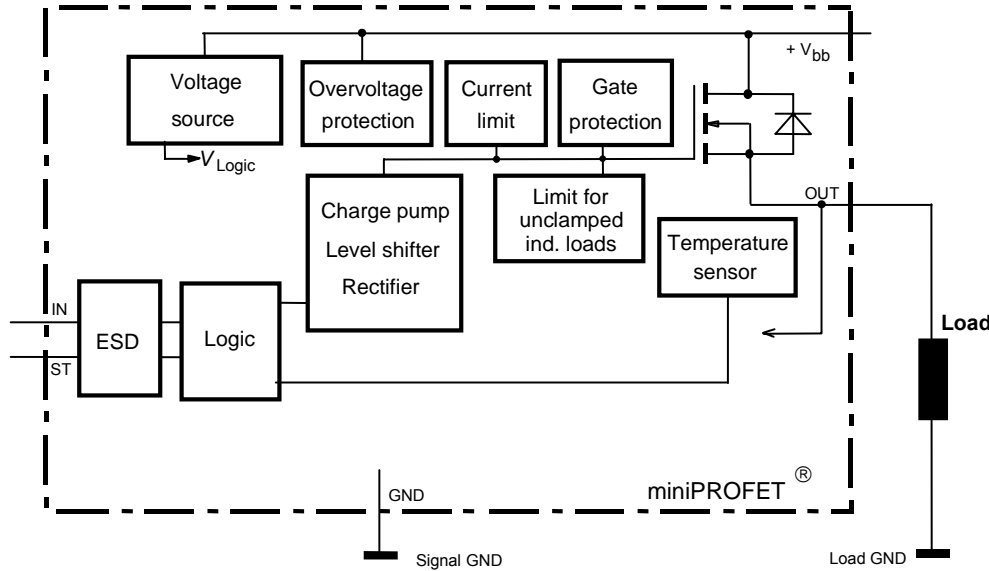 + V bb
Voltage
source
Overvoltage
protection
Current
limit
Gate
protection
V Logic
Charge pump
Level shifter
Rectifier
Limit for
unclamped
ind. loads
OUT
Temperature
sensor
IN
ESD
Logic
ST
Load
GND
miniPROFET ®
Signal GND
Load GND